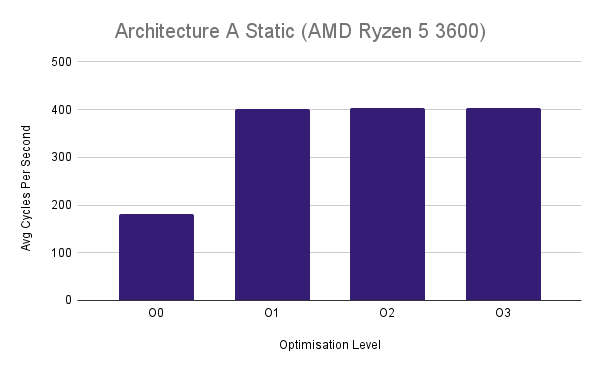 Architecture A Static (AMD Ryzen 5 3600)
500
400
300
200
100
0
Avg Cycles Per Second
O0
O1
O2
O3
Optimisation Level